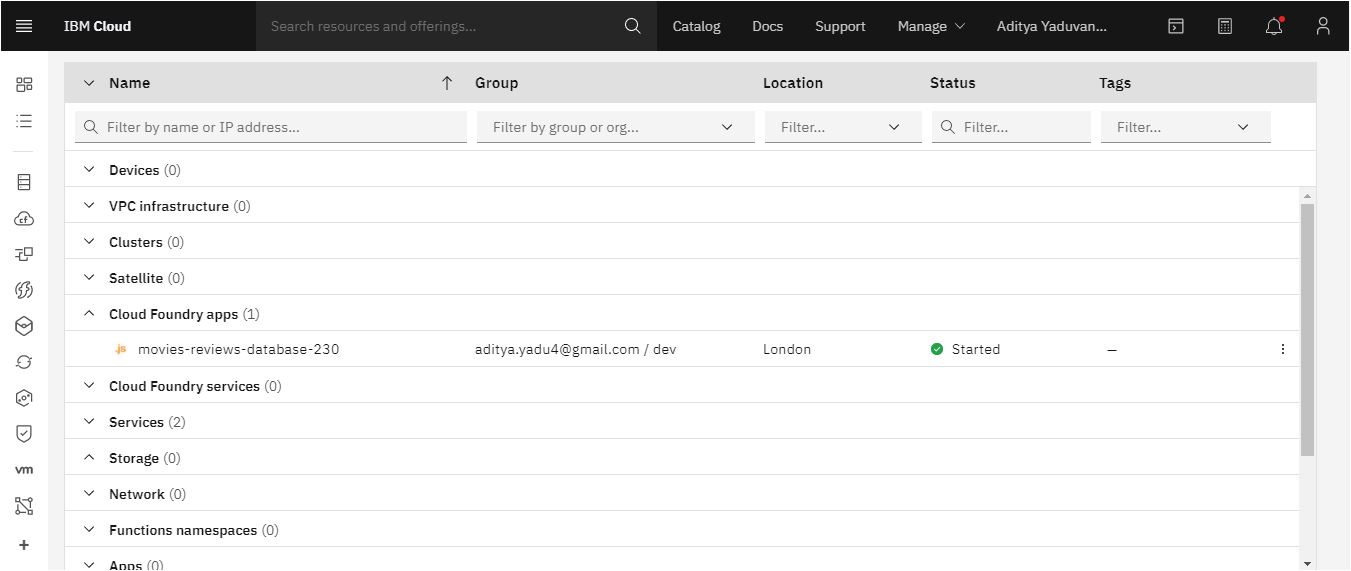 IBM Cloud
Search resources and offerings...
Catalog
Docs
Support
Manage
Aditya Yaduvan...
Name
Group
Location
Status
Tags
Filter by name or IP address...
Filter by group or org...
Filter...
Filter...
Filter...
Devices (0)
VPC infrastructure (0)
Clusters (0)
Satellite (0)
Cloud Foundry apps (1)
js
movies-reviews-database-230
aditya.yadu4@gmail.com / dev
London
Started
–
Cloud Foundry services (0)
Services (2)
Storage (0)
Network (0)
Functions namespaces (0)
Apps (0)
cf
vm